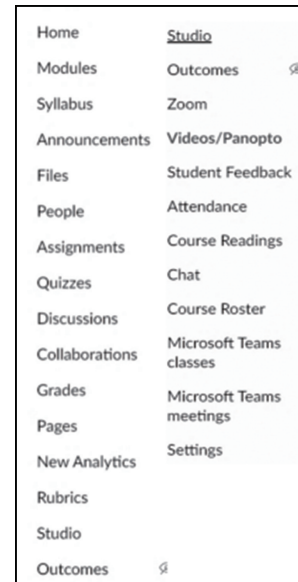 Home
Modules
Syllabus
Announcements
Files
People
Assignments
Quizzes
Discussions
Collaborations
Grades
Pages
New Analytics
Rubrics
Studio
Outcomes
Studio
Outcomes
Zoom
Videos/Panopto
Student Feedback
Attendance
Course Readings
Chat
Course Roster
Microsoft Teams
classes
Microsoft Teams
meetings
Settings